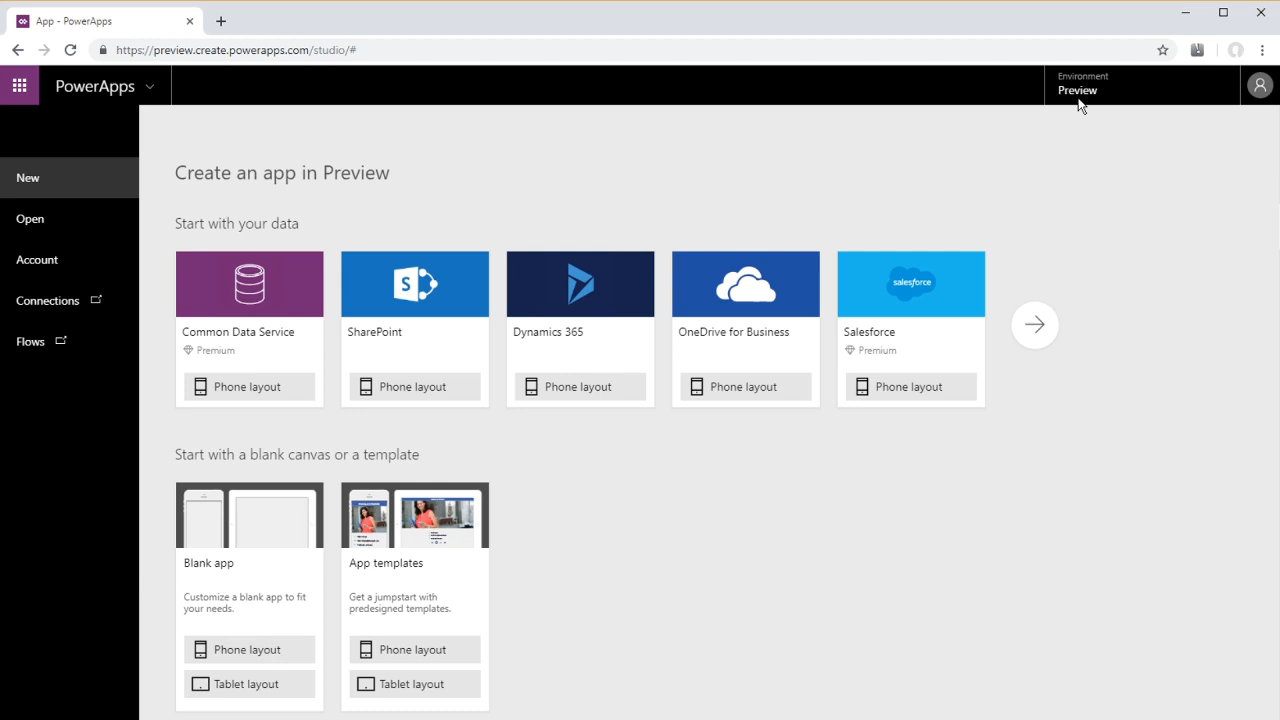 App - PowerApps
https://preview.create.powerapps.com/studio/#
PowerApps
Environment
Preview
New
Open
Account
Connections
Flows
Create an app in Preview
Start with your data
Common Data Service
Premium
Phone layout
S
SharePoint
Phone layout
Dynamics 365
Phone layout
OneDrive for Business
Phone layout
salesforce
Salesforce
Premium
Phone layout
Start with a blank canvas or a template
Blank app
Customize a blank app to fit
your needs.
Phone layout
Tablet layout
App templates
Get a jumpstart with
predesigned templates.
Phone layout
Tablet layout